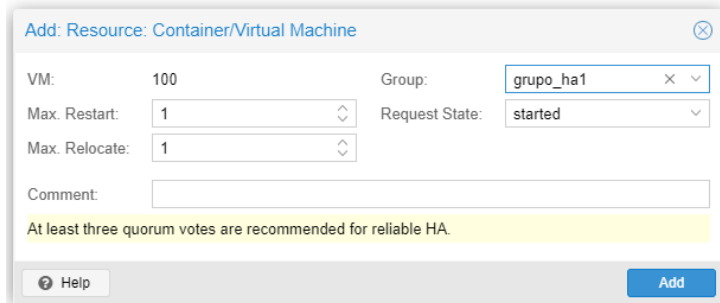 Add: Resource: Container/Virtual Machine
VM: 100 Group: grupo_ha1
Max. Restart: 1 Request State: started
Max. Relocate: 1
Comment:
At least three quorum votes are recommended for reliable HA.
Help Add